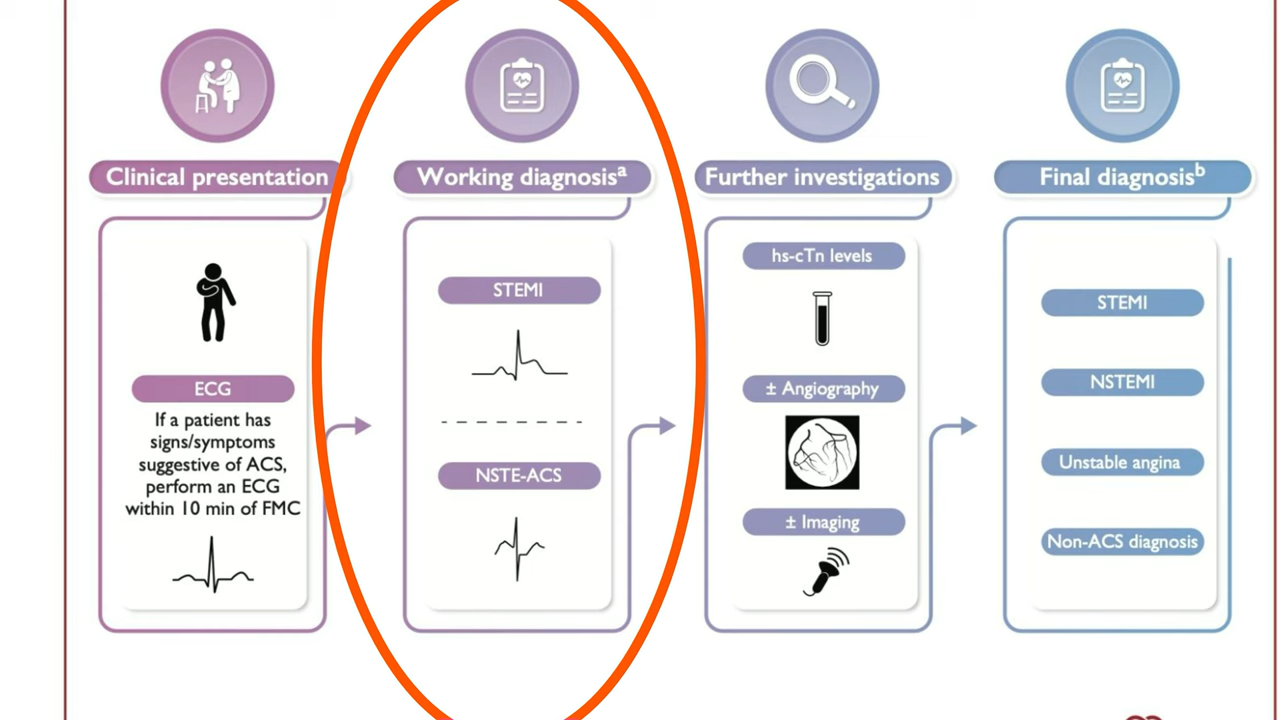 Clinical presentation
ECG
If a patient has
signs/symptoms
suggestive of ACS,
perform an ECG
within 10 min of FMC
Working diagnosisᵃ
STEMI
NSTE-ACS
Further investigations
hs-cTn levels
± Angiography
± Imaging
Final diagnosisᵇ
STEMI
NSTEMI
Unstable angina
Non-ACS diagnosis